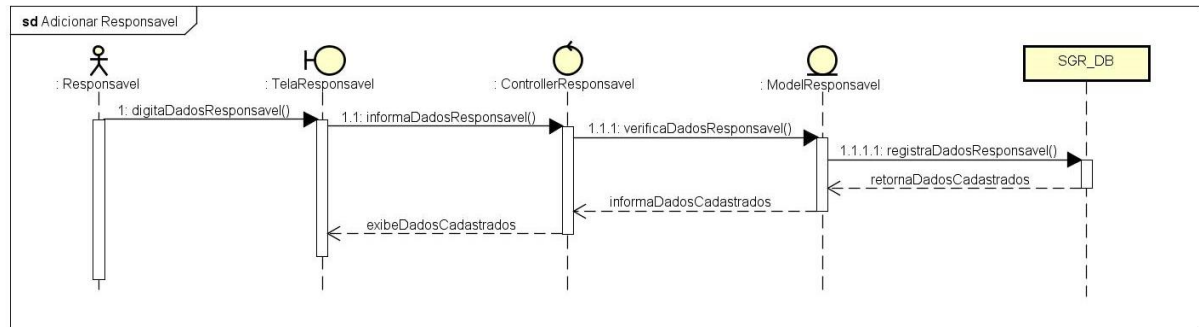 sd Adicionar Responsavel
SGR_DB
: Responsavel
: TelaResponsavel
: ControllerResponsavel
: ModelResponsavel
1: digitaDadosResponsavel()
1.1: informaDadosResponsavel()
1.1.1: verificaDadosResponsavel()
1.1.1.1: registraDadosResponsavel()
retornaDadosCadastrados
informaDadosCadastrados
exibeDadosCadastrados